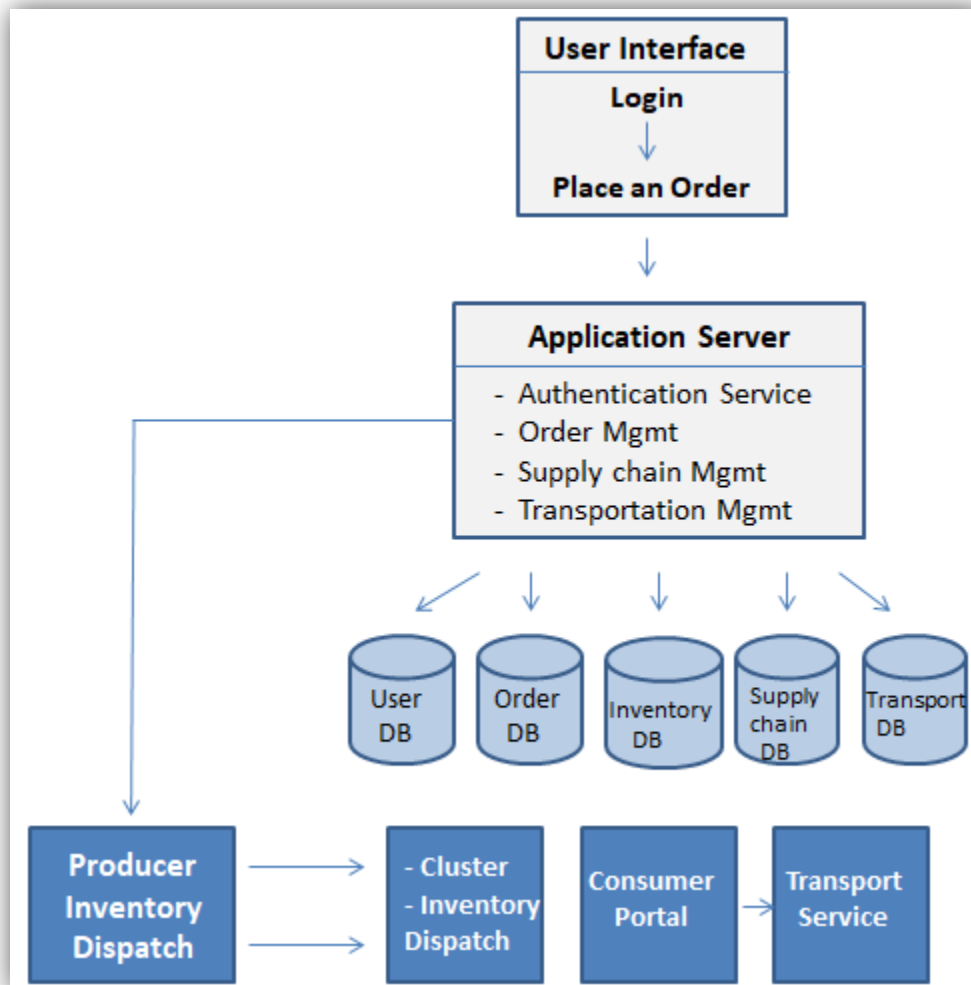 User Interface
Login
Place an Order
Application Server
- Authentication Service
- Order Mgmt
- Supply chain Mgmt
- Transportation Mgmt
User
DB
Order
DB
Inventory
DB
Supply
chain
DB
Transport
DB
Producer
Inventory
Dispatch
- Cluster
- Inventory
Dispatch
Consumer
Portal
Transport
Service